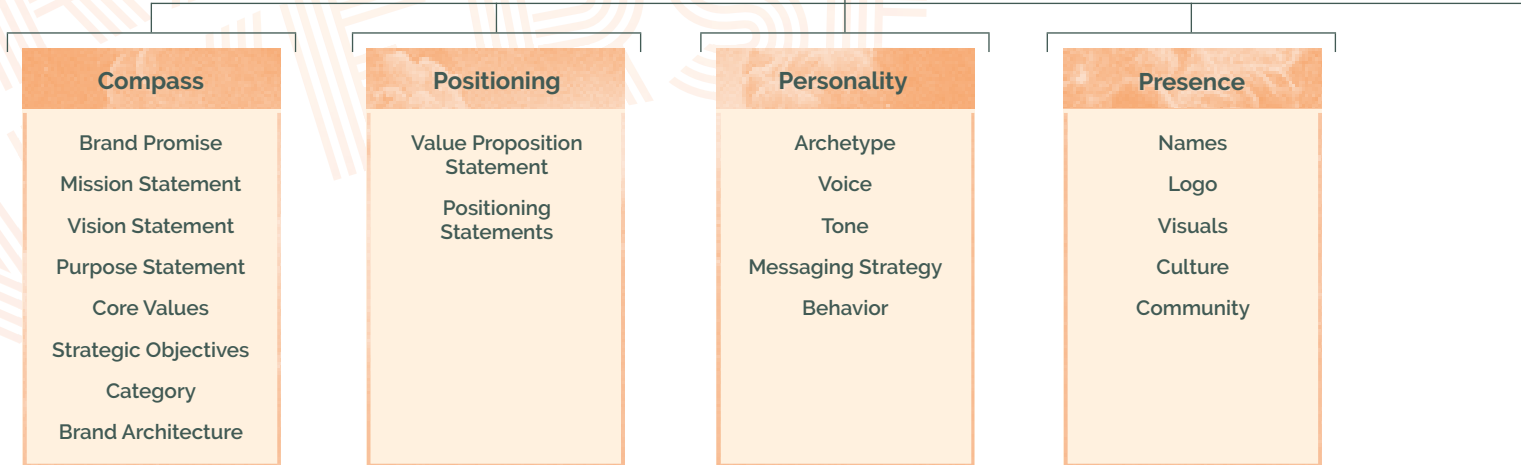 Compass
Brand Promise
Mission Statement
Vision Statement
Purpose Statement
Core Values
Strategic Objectives
Category
Brand Architecture
Positioning
Value Proposition
Statement
Positioning
Statements
Personality
Archetype
Voice
Tone
Messaging Strategy
Behavior
Presence
Names
Logo
Visuals
Culture
Community